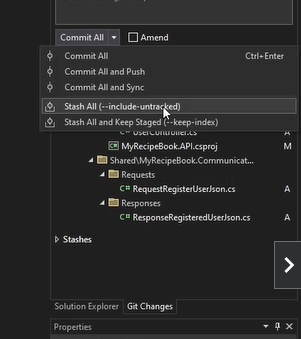 Commit All
Amend
Commit All Ctrl+Enter
Commit All and Push
Commit All and Sync
Stash All (--include-untracked)
Stash All and Keep Staged (--keep-index)
UserController.cs A
MyRecipeBook.API.csproj M
Shared\MyRecipeBook.Communicat...
Requests
RequestRegisterUserJson.cs A
Responses
ResponseRegisteredUserJson.cs A
Stashes
Solution Explorer Git Changes
Properties